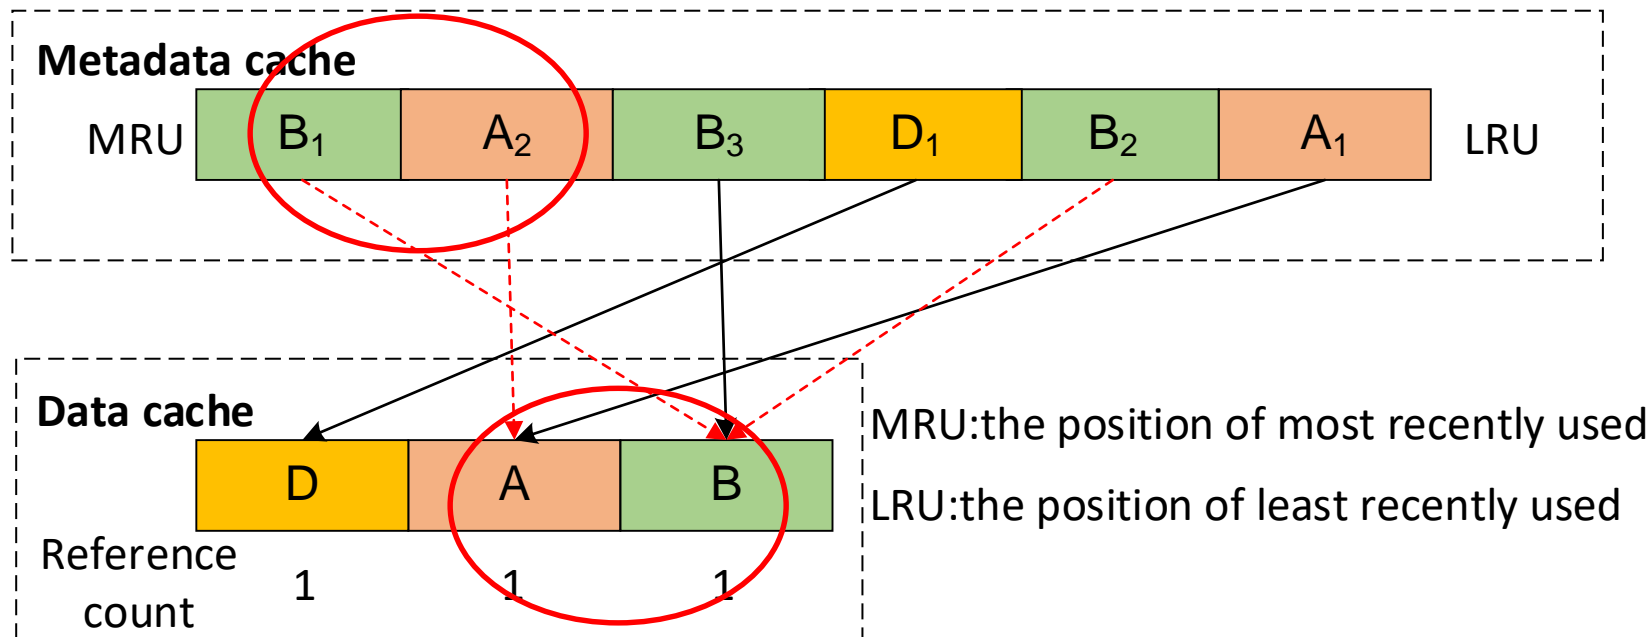 Metadata cache
MRU B₁ A₂ B₃ D₁ B₂ A₁ LRU
Data cache
D A B
Reference count 1 1 1
MRU:the position of most recently used
LRU:the position of least recently used